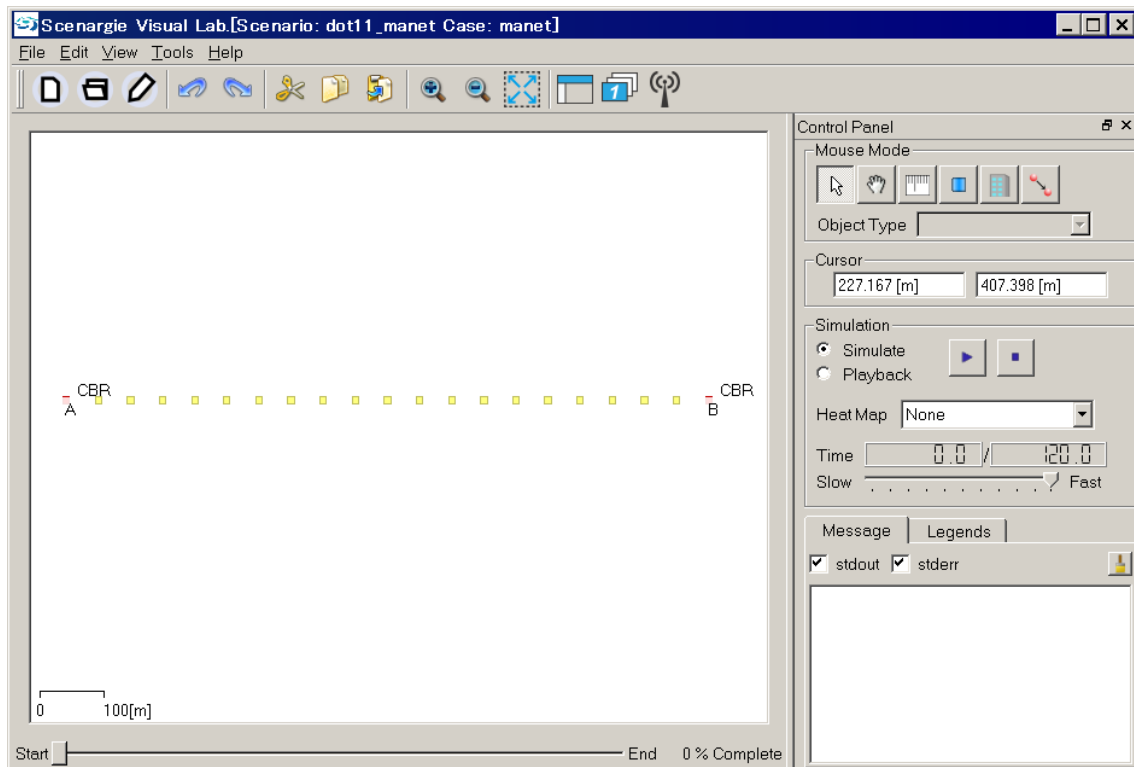 Scenargie Visual Lab.[Scenario: dot11_manet Case: manet]
File Edit View Tools Help
1
Control Panel
Mouse Mode
Object Type
Cursor
227.167 [m] 407.398 [m]
Simulation
Simulate
Playback
Heat Map None
Time 0.0 / 120.0
Slow Fast
Message Legends
stdout stderr
CBR CBR
A B
0 100[m]
Start End 0 % Complete